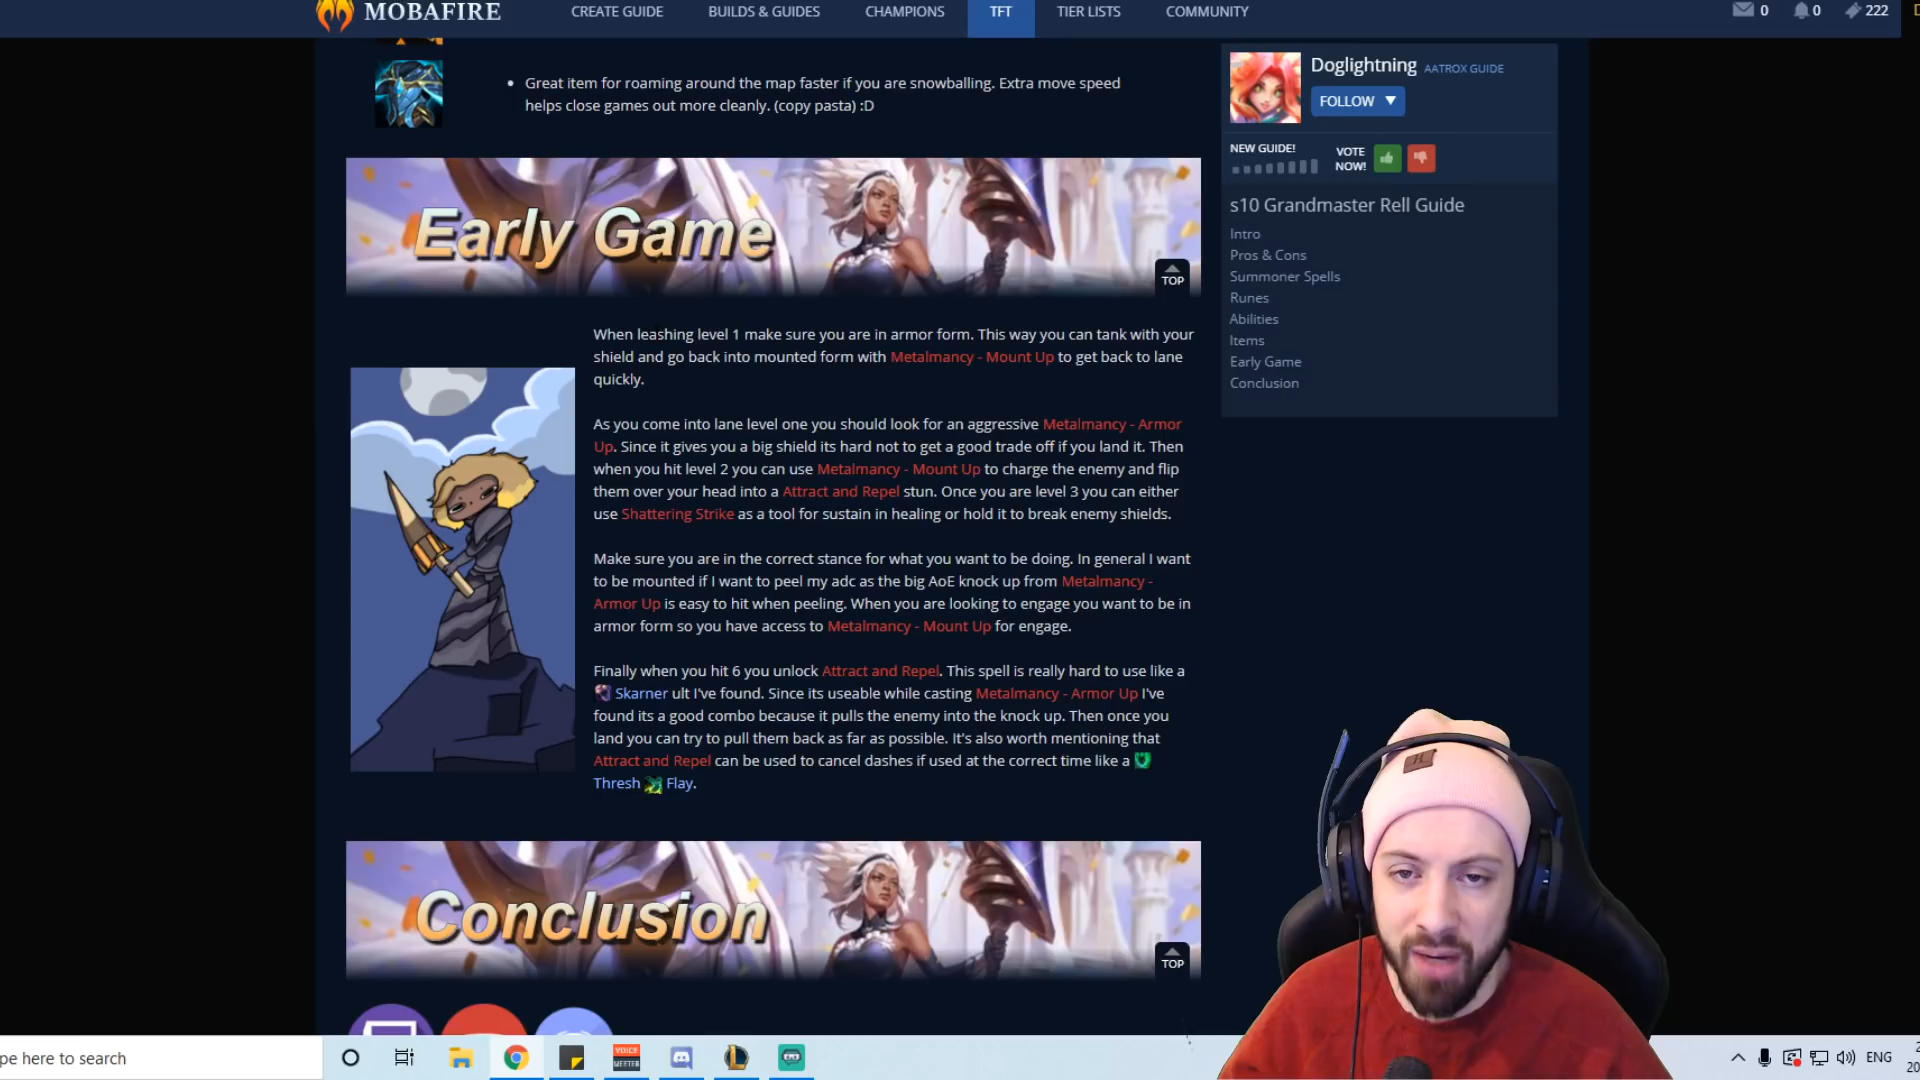 MOBAFIRE
CREATE GUIDE
BUILDS & GUIDES
CHAMPIONS
TFT
TIER LISTS
COMMUNITY
0
0
222
Great item for roaming around the map faster if you are snowballing. Extra move speed
helps close games out more cleanly. (copy pasta) :D
Early Game
TOP
When leashing level 1 make sure you are in armor form. This way you can tank with your
shield and go back into mounted form with Metalmancy - Mount Up to get back to lane
quickly.
As you come into lane level one you should look for an aggressive Metalmancy - Armor
Up. Since it gives you a big shield its hard not to get a good trade off if you land it. Then
when you hit level 2 you can use Metalmancy - Mount Up to charge the enemy and flip
them over your head into a Attract and Repel stun. Once you are level 3 you can either
use Shattering Strike as a tool for sustain in healing or hold it to break enemy shields.
Make sure you are in the correct stance for what you want to be doing. In general I want
to be mounted if I want to peel my adc as the big AoE knock up from Metalmancy -
Armor Up is easy to hit when peeling. When you are looking to engage you want to be in
armor form so you have access to Metalmancy - Mount Up for engage.
Finally when you hit 6 you unlock Attract and Repel. This spell is really hard to use like a
Skarner ult I've found. Since its useable while casting Metalmancy - Armor Up I've
found its a good combo because it pulls the enemy into the knock up. Then once you
land you can try to pull them back as far as possible. It's also worth mentioning that
Attract and Repel can be used to cancel dashes if used at the correct time like a
Thresh Flay.
Conclusion
TOP
Doglightning AATROX GUIDE
FOLLOW
NEW GUIDE!
VOTE
NOW!
s10 Grandmaster Rell Guide
Intro
Pros & Cons
Summoner Spells
Runes
Abilities
Items
Early Game
Conclusion
pe here to search
VOICE
MEETER
ENG